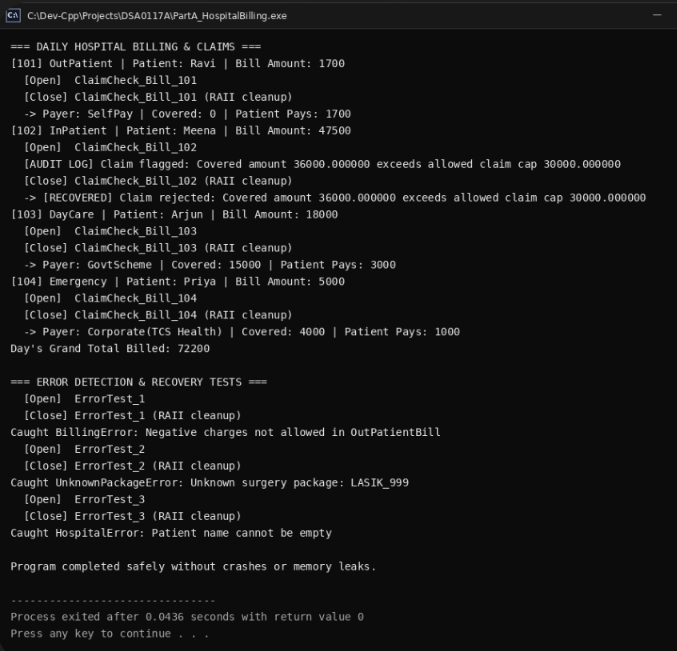 C:\Dev-Cpp\Projects\DSA0117A\PartA_HospitalBilling.exe
=== DAILY HOSPITAL BILLING & CLAIMS ===
[101] OutPatient | Patient: Ravi | Bill Amount: 1700
  [Open]  ClaimCheck_Bill_101
  [Close] ClaimCheck_Bill_101 (RAII cleanup)
  -> Payer: SelfPay | Covered: 0 | Patient Pays: 1700
[102] InPatient | Patient: Meena | Bill Amount: 47500
  [Open]  ClaimCheck_Bill_102
  [AUDIT LOG] Claim flagged: Covered amount 36000.000000 exceeds allowed claim cap 30000.000000
  [Close] ClaimCheck_Bill_102 (RAII cleanup)
  -> [RECOVERED] Claim rejected: Covered amount 36000.000000 exceeds allowed claim cap 30000.000000
[103] DayCare | Patient: Arjun | Bill Amount: 18000
  [Open]  ClaimCheck_Bill_103
  [Close] ClaimCheck_Bill_103 (RAII cleanup)
  -> Payer: GovtScheme | Covered: 15000 | Patient Pays: 3000
[104] Emergency | Patient: Priya | Bill Amount: 5000
  [Open]  ClaimCheck_Bill_104
  [Close] ClaimCheck_Bill_104 (RAII cleanup)
  -> Payer: Corporate(TCS Health) | Covered: 4000 | Patient Pays: 1000
Day's Grand Total Billed: 72200

=== ERROR DETECTION & RECOVERY TESTS ===
  [Open]  ErrorTest_1
  [Close] ErrorTest_1 (RAII cleanup)
Caught BillingError: Negative charges not allowed in OutPatientBill
  [Open]  ErrorTest_2
  [Close] ErrorTest_2 (RAII cleanup)
Caught UnknownPackageError: Unknown surgery package: LASIK_999
  [Open]  ErrorTest_3
  [Close] ErrorTest_3 (RAII cleanup)
Caught HospitalError: Patient name cannot be empty

Program completed safely without crashes or memory leaks.

--------------------------------
Process exited after 0.0436 seconds with return value 0
Press any key to continue . . .